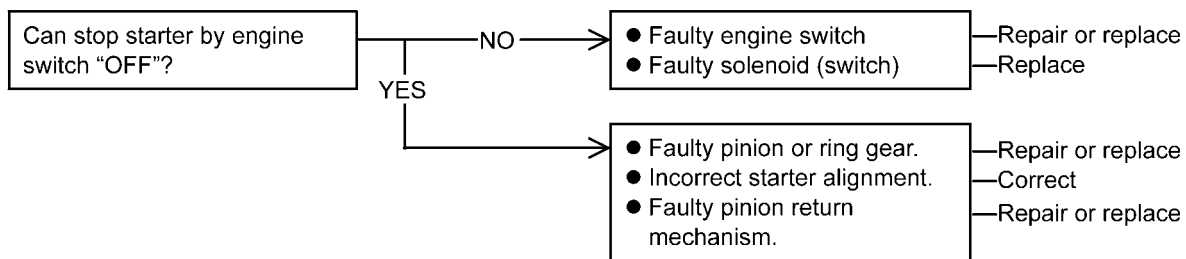 Can stop starter by engine
switch “OFF”?
NO
YES
● Faulty engine switch
● Faulty solenoid (switch)
Repair or replace
Replace
● Faulty pinion or ring gear.
● Incorrect starter alignment.
● Faulty pinion return
mechanism.
Repair or replace
Correct
Repair or replace